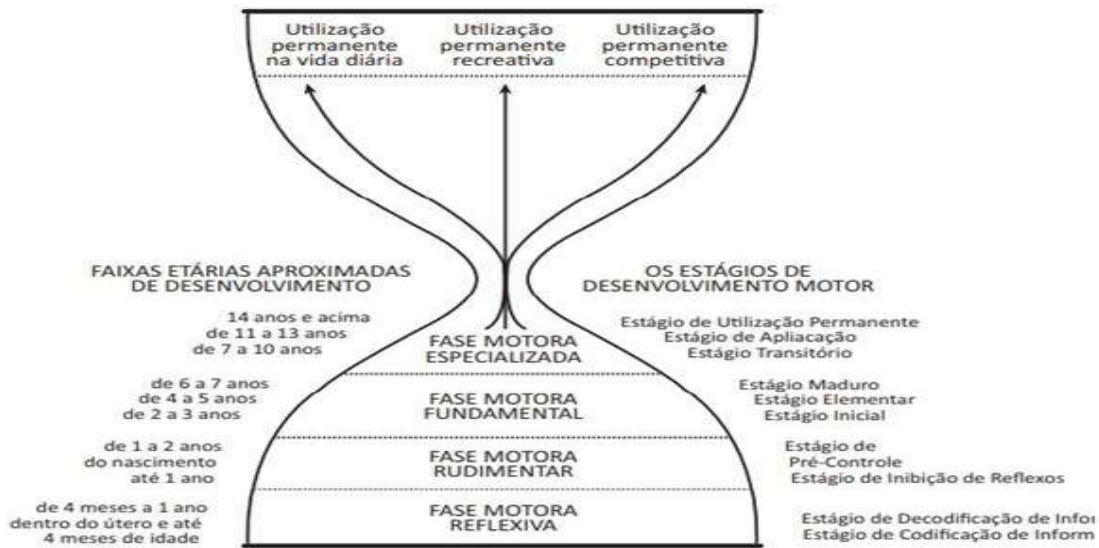 Utilização
permanente
na vida diária
Utilização
permanente
recreativa
Utilização
permanente
competitiva
FAIXAS ETÁRIAS APROXIMADAS
DE DESENVOLVIMENTO
OS ESTÁGIOS DE
DESENVOLVIMENTO MOTOR
14 anos e acima
de 11 a 13 anos
de 7 a 10 anos
FASE MOTORA
ESPECIALIZADA
Estágio de Utilização Permanente
Estágio de Apliacação
Estágio Transitório
de 6 a 7 anos
de 4 a 5 anos
de 2 a 3 anos
FASE MOTORA
FUNDAMENTAL
Estágio Maduro
Estágio Elementar
Estágio Inicial
de 1 a 2 anos
do nascimento
até 1 ano
FASE MOTORA
RUDIMENTAR
Estágio de
Pré-Controle
Estágio de Inibição de Reflexos
de 4 meses a 1 ano
dentro do útero e até
4 meses de idade
FASE MOTORA
REFLEXIVA
Estágio de Decodificação de
Estágio de Codificação de